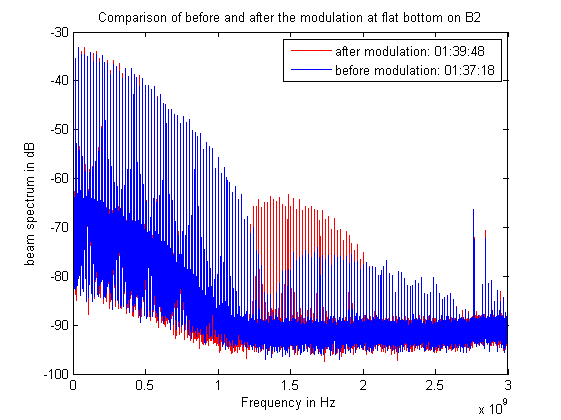 Comparison of before and after the modulation at flat bottom on B2
after modulation: 01:39:48
before modulation: 01:37:18
beam spectrum in dB
-30
-40
-50
-60
-70
-80
-90
-100
0 0.5 1 1.5 2 2.5 3
x 10^9
Frequency in Hz